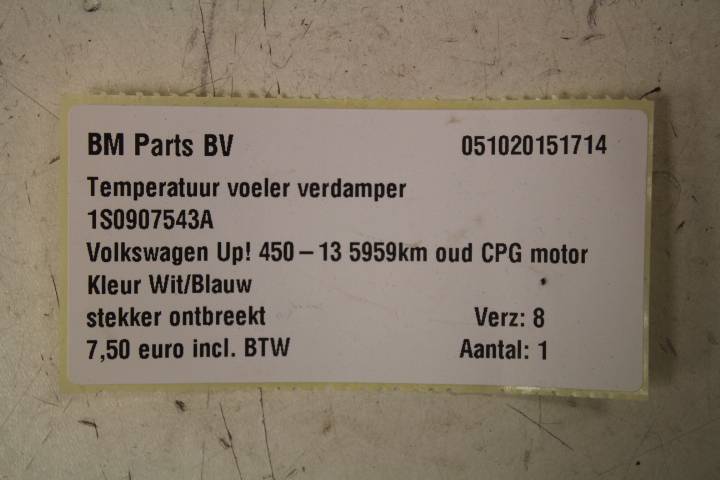 BM Parts BV 051020151714
Temperatuur voeler verdamper
1S0907543A
Volkswagen Up! 450 – 13 5959km oud CPG motor
Kleur Wit/Blauw
stekker ontbreekt Verz: 8
7,50 euro incl. BTW Aantal: 1